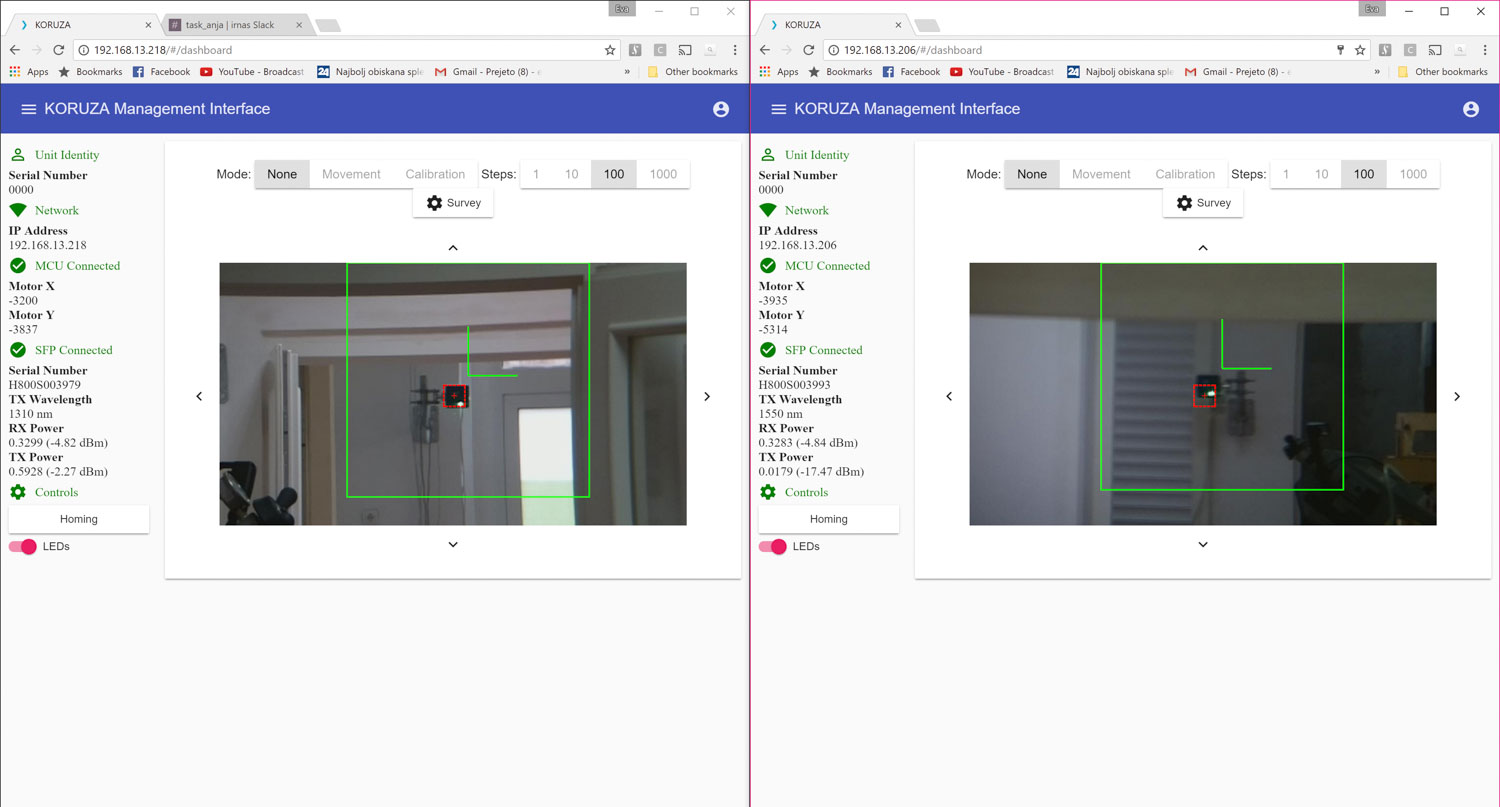 Eva
KORUZA
task_anja | irnas Slack
192.168.13.218/#/dashboard
Apps Bookmarks Facebook YouTube - Broadcast Najbolj obiskana sple Gmail - Prejeto (8) - e » Other bookmarks
KORUZA Management Interface
Unit Identity
Serial Number
0000
Network
IP Address
192.168.13.218
MCU Connected
Motor X
-3200
Motor Y
-3837
SFP Connected
Serial Number
H800S003979
TX Wavelength
1310 nm
RX Power
0.3299 (-4.82 dBm)
TX Power
0.5928 (-2.27 dBm)
Controls
Homing
LEDs
Mode: None Movement Calibration Steps: 1 10 100 1000
Survey
Eva
KORUZA
192.168.13.206/#/dashboard
Apps Bookmarks Facebook YouTube - Broadcast Najbolj obiskana sple Gmail - Prejeto (8) - e » Other bookmarks
KORUZA Management Interface
Unit Identity
Serial Number
0000
Network
IP Address
192.168.13.206
MCU Connected
Motor X
-3935
Motor Y
-5314
SFP Connected
Serial Number
H800S003993
TX Wavelength
1550 nm
RX Power
0.3283 (-4.84 dBm)
TX Power
0.0179 (-17.47 dBm)
Controls
Homing
LEDs
Mode: None Movement Calibration Steps: 1 10 100 1000
Survey